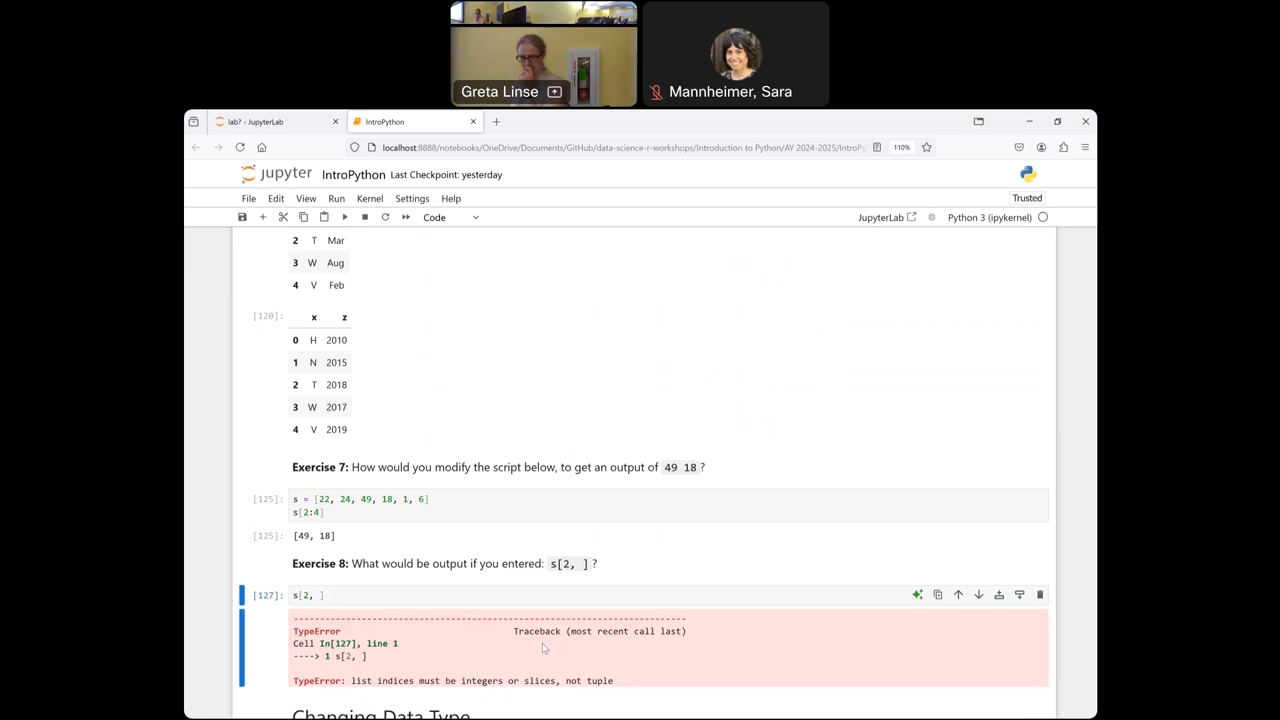 Greta Linse
Mannheimer, Sara
lab? - JupyterLab
IntroPython
localhost:8888/notebooks/OneDrive/Documents/GitHub/data-science-r-workshops/Introduction to Python/AY 2024-2025/IntroPy
110%
jupyter IntroPython Last Checkpoint: yesterday
File Edit View Run Kernel Settings Help
Trusted
Code
JupyterLab
Python 3 (ipykernel)
2 T Mar
3 W Aug
4 V Feb
[120]:
x z
0 H 2010
1 N 2015
2 T 2018
3 W 2017
4 V 2019
Exercise 7: How would you modify the script below, to get an output of 49 18 ?
[125]: s = [22, 24, 49, 18, 1, 6]
s[2:4]
[125]: [49, 18]
Exercise 8: What would be output if you entered: s[2, ] ?
[127]: s[2, ]
---------------------------------------------------------------------------
TypeError Traceback (most recent call last)
Cell In[127], line 1
----> 1 s[2, ]
TypeError: list indices must be integers or slices, not tuple
Changing Data Type